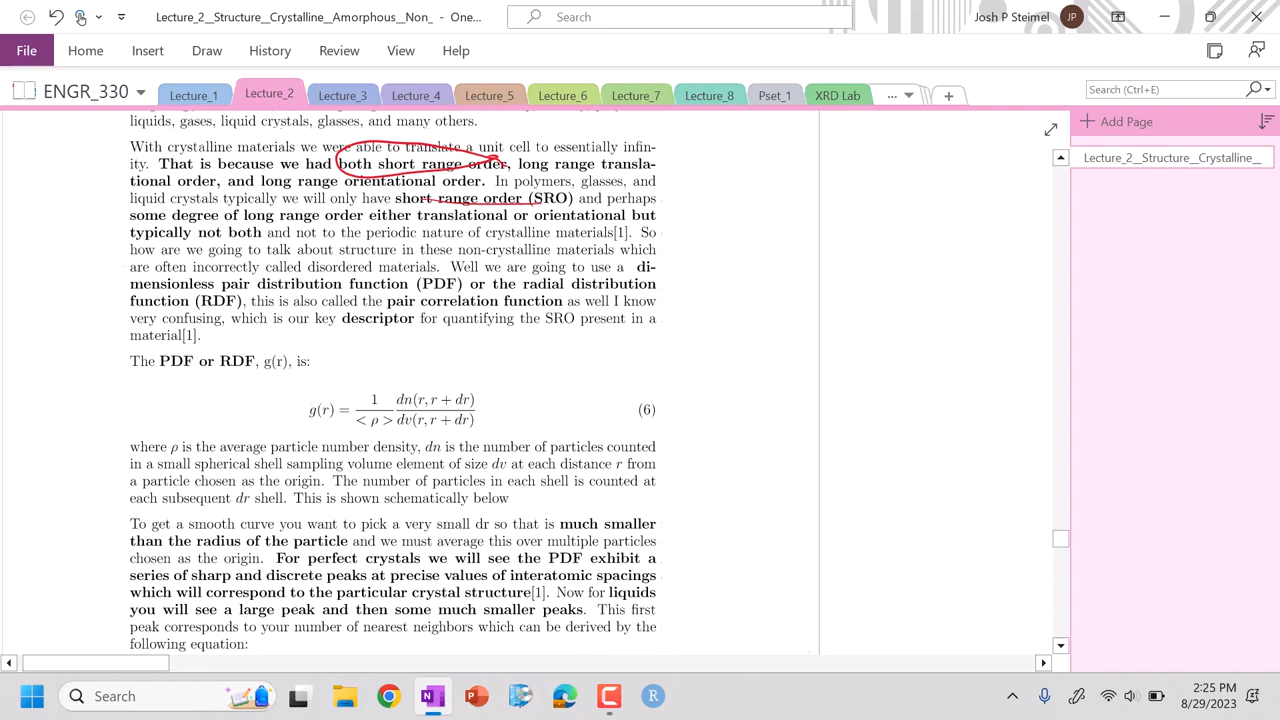 Lecture_2__Structure__Crystalline__Amorphous__Non_ - One...
Search
Josh P Steimel
JP
File
Home
Insert
Draw
History
Review
View
Help
ENGR_330
Lecture_1
Lecture_2
Lecture_3
Lecture_4
Lecture_5
Lecture_6
Lecture_7
Lecture_8
Pset_1
XRD Lab
...
Search (Ctrl+E)
Add Page
Lecture_2__Structure__Crystalline__
liquids, gases, liquid crystals, glasses, and many others.
With crystalline materials we were able to translate a unit cell to essentially infin-
ity. That is because we had both short range order, long range transla-
tional order, and long range orientational order. In polymers, glasses, and
liquid crystals typically we will only have short range order (SRO) and perhaps
some degree of long range order either translational or orientational but
typically not both and not to the periodic nature of crystalline materials[1]. So
how are we going to talk about structure in these non-crystalline materials which
are often incorrectly called disordered materials. Well we are going to use a di-
mensionless pair distribution function (PDF) or the radial distribution
function (RDF), this is also called the pair correlation function as well I know
very confusing, which is our key descriptor for quantifying the SRO present in a
material[1].
The PDF or RDF, g(r), is:
g(r) = 1/< ρ > dn(r, r + dr)/dv(r, r + dr) (6)
where ρ is the average particle number density, dn is the number of particles counted
in a small spherical shell sampling volume element of size dv at each distance r from
a particle chosen as the origin. The number of particles in each shell is counted at
each subsequent dr shell. This is shown schematically below
To get a smooth curve you want to pick a very small dr so that is much smaller
than the radius of the particle and we must average this over multiple particles
chosen as the origin. For perfect crystals we will see the PDF exhibit a
series of sharp and discrete peaks at precise values of interatomic spacings
which will correspond to the particular crystal structure[1]. Now for liquids
you will see a large peak and then some much smaller peaks. This first
peak corresponds to your number of nearest neighbors which can be derived by the
following equation:
Search
2:25 PM
8/29/2023